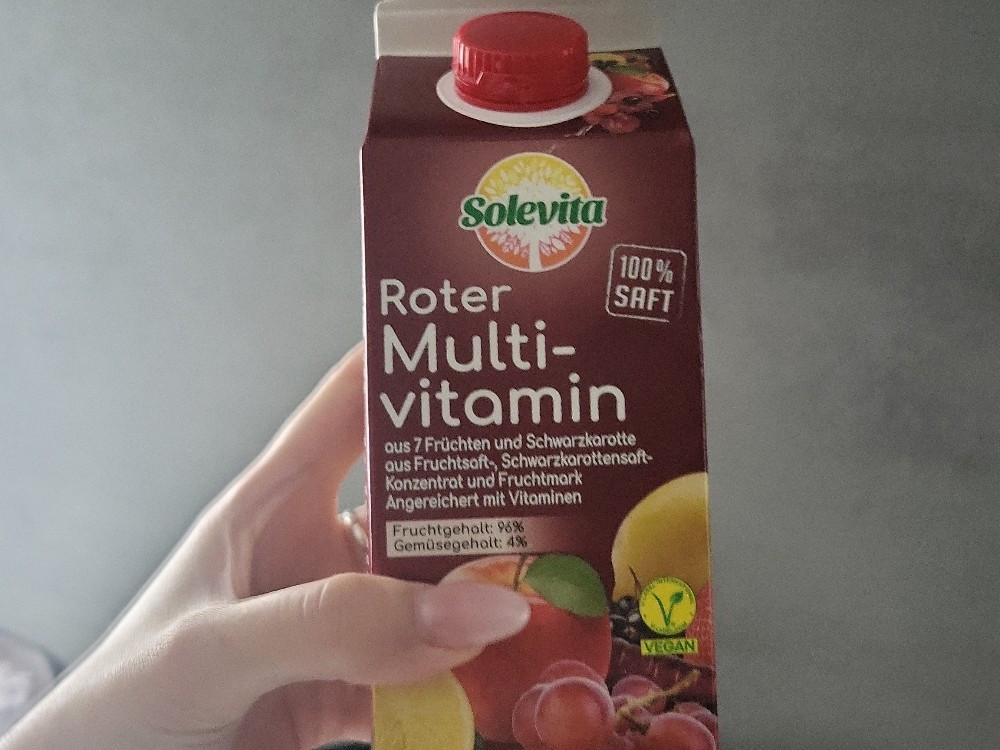 Solevita
100%
SAFT
Roter
Multi-
vitamin
aus 7 Früchten und Schwarzkarotte
aus Fruchtsaft-, Schwarzkarottensaft-
Konzentrat und Fruchtmark
Angereichert mit Vitaminen
Fruchtgehalt: 96%
Gemüsegehalt: 4%
VEGAN